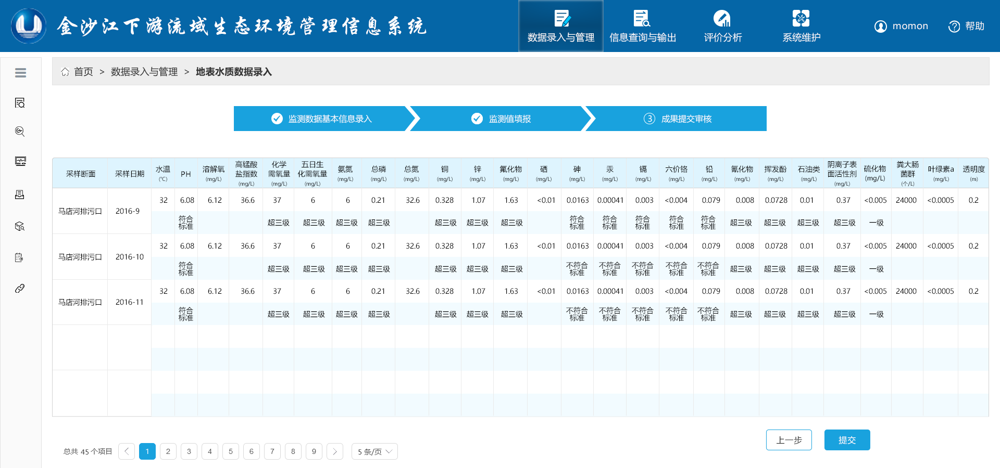 金沙江下游流域生态环境管理信息系统
数据录入与管理
信息查询与输出
评价分析
系统维护
momon
帮助
首页 > 数据录入与管理 > 地表水质数据录入
监测数据基本信息录入
监测值填报
3 成果提交审核
采样断面 采样日期 水温(℃) PH 溶解氧(mg/L) 高锰酸盐指数(mg/L) 化学需氧量(mg/L) 五日生化需氧量(mg/L) 氨氮(mg/L) 总磷(mg/L) 总氮(mg/L) 铜(mg/L) 锌(mg/L) 氟化物(mg/L) 硒(mg/L) 砷(mg/L) 汞(mg/L) 镉(mg/L) 六价铬(mg/L) 铅(mg/L) 氰化物(mg/L) 挥发酚(mg/L) 石油类(mg/L) 阴离子表面活性剂(mg/L) 硫化物(mg/L) 粪大肠菌群(个/L) 叶绿素a(mg/L) 透明度(m)
马店河排污口 2016-9 32 6.08 6.12 36.6 37 6 6 0.21 32.6 0.328 1.07 1.63 <0.01 0.0163 0.00041 0.003 <0.004 0.079 0.008 0.0728 0.01 0.37 <0.005 24000 <0.0005 0.2
符合标准 超三级 超三级 超三级 超三级 超三级 超三级 超三级 符合标准 符合标准 符合标准 符合标准 符合标准 超三级 超三级 超三级 超三级 一级
马店河排污口 2016-10 32 6.08 6.12 36.6 37 6 6 0.21 32.6 0.328 1.07 1.63 <0.01 0.0163 0.00041 0.003 <0.004 0.079 0.008 0.0728 0.01 0.37 <0.005 24000 <0.0005 0.2
符合标准 超三级 超三级 超三级 超三级 超三级 超三级 超三级 不符合标准 不符合标准 不符合标准 不符合标准 不符合标准 超三级 超三级 超三级 超三级 一级
马店河排污口 2016-11 32 6.08 6.12 36.6 37 6 6 0.21 32.6 0.328 1.07 1.63 <0.01 0.0163 0.00041 0.003 <0.004 0.079 0.008 0.0728 0.01 0.37 <0.005 24000 <0.0005 0.2
符合标准 超三级 超三级 超三级 超三级 超三级 超三级 超三级 不符合标准 不符合标准 不符合标准 不符合标准 不符合标准 超三级 超三级 超三级 超三级 一级
上一步
提交
总共 45 个项目 1 2 3 4 5 6 7 8 9 5 条/页